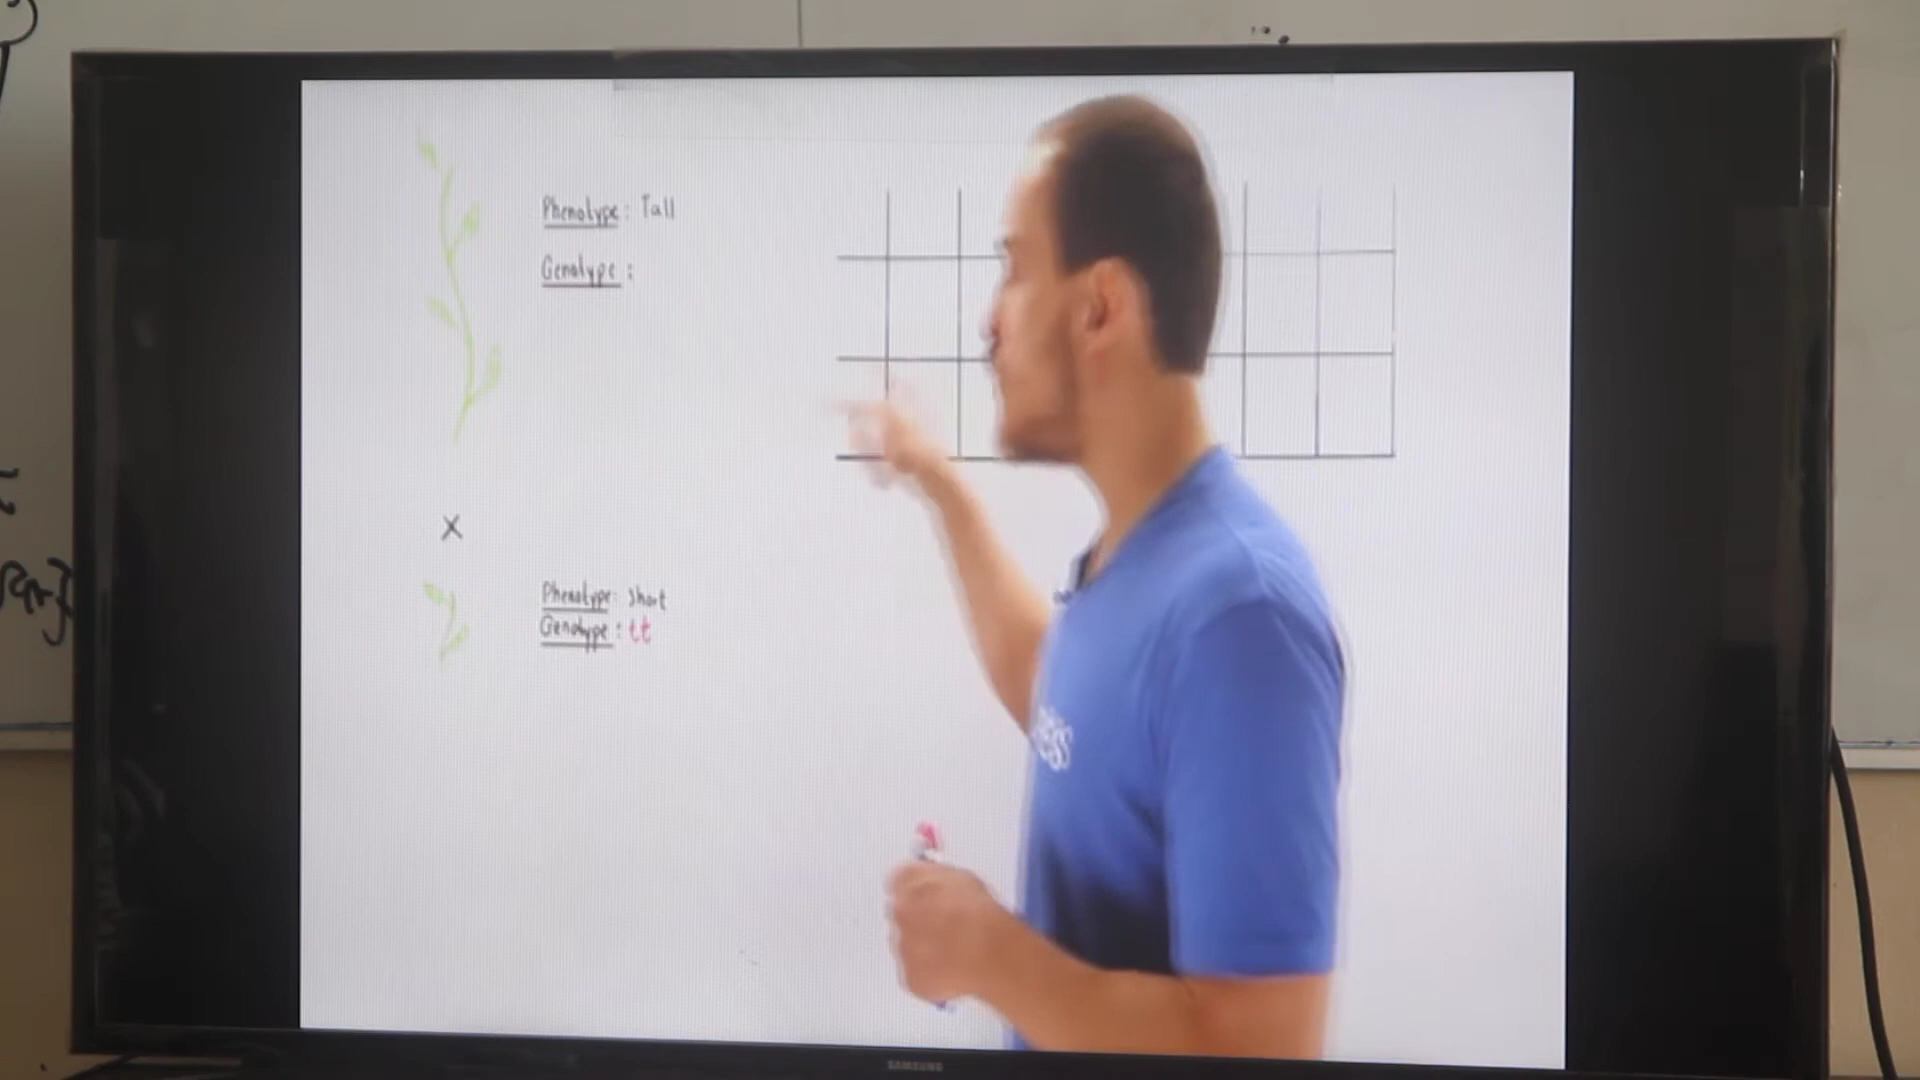 Phenotype: Tall
Genotype:
X
Phenotype: short
Genotype: tt
SAMSUNG